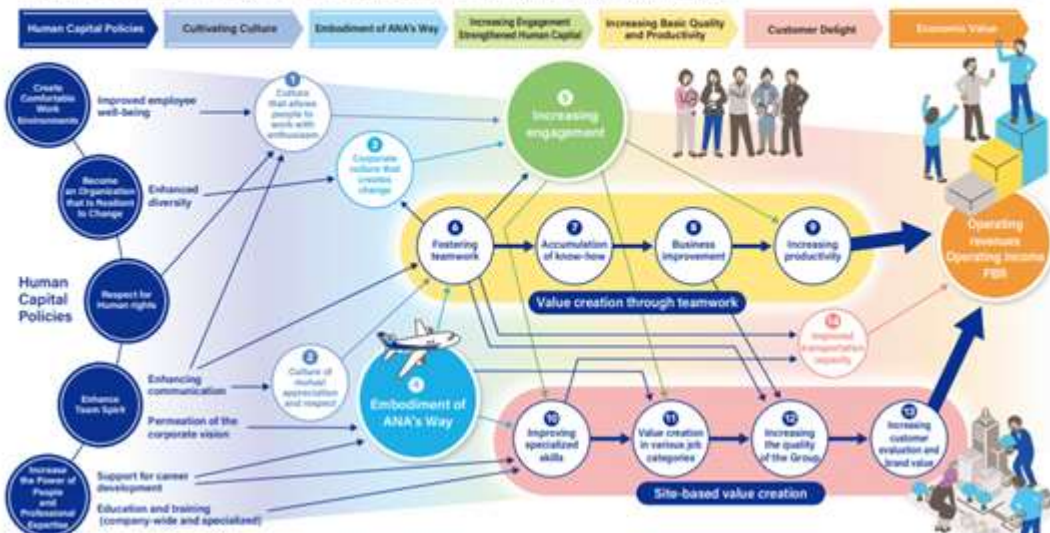 Human Capital Policies
Cultivating Culture
Embodiment of ANA's Way
Increasing Engagement
Strengthened Human Capital
Increasing Basic Quality
and Productivity
Customer Delight
Economic Value
Create
Comfortable
Work
Environments
Improved employee
well-being
1
Culture
that allows
people to
work with
enthusiasm
5
Increasing
engagement
3
Corporate
culture that
creates
change
Become
an Organization
that Is Resilient
to Change
Enhanced
diversity
6
Fostering
teamwork
7
Accumulation
of know-how
8
Business
improvement
9
Increasing
productivity
Operating
revenues
Operating income
PBR
Human
Capital
Policies
Respect for
Human rights
Value creation through teamwork
14
Improved
transportation
capacity
2
Culture of
mutual
appreciation
and respect
Enhance
Team Spirit
Enhancing
communication
4
Embodiment of
ANA's Way
Permeation of the
corporate vision
10
Improving
specialized
skills
11
Value creation
in various job
categories
12
Increasing
the quality
of the Group
13
Increasing
customer
evaluation and
brand value
Increase
the Power of
People
and
Professional
Expertise
Support for career
development
Education and training
(company-wide and specialized)
Site-based value creation